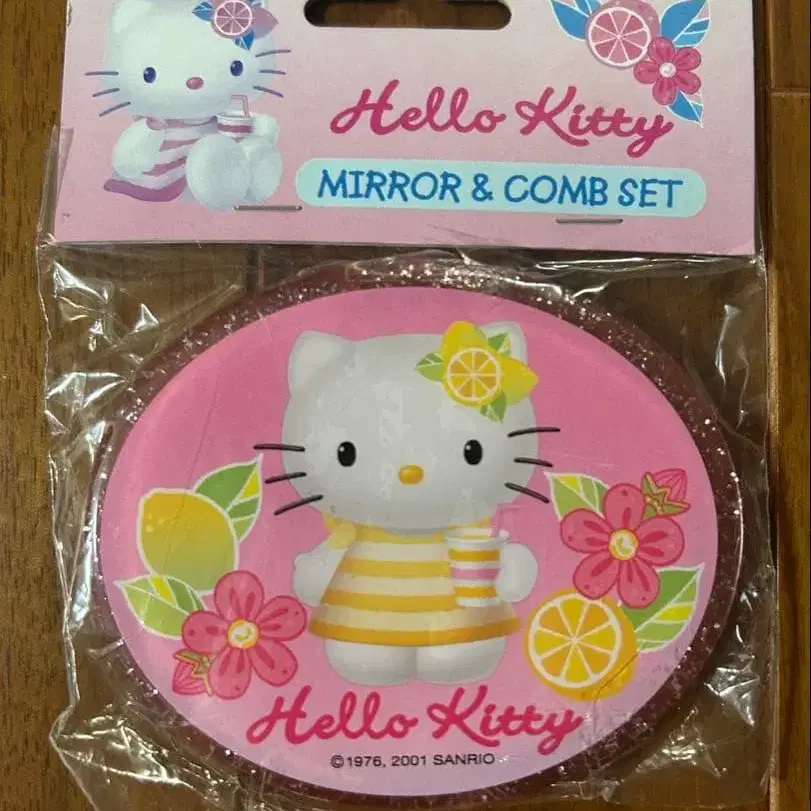 Hello Kitty
MIRROR & COMB SET
Hello Kitty
©1976, 2001 SANRIO